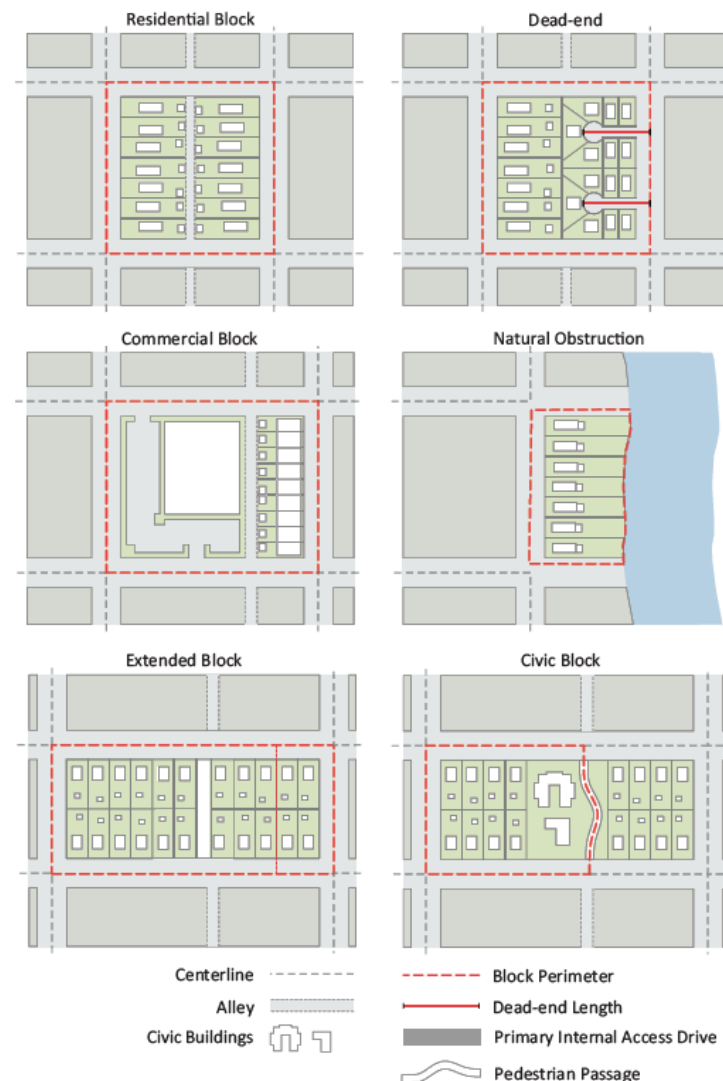 Residential Block
Dead-end
Commercial Block
Natural Obstruction
Extended Block
Civic Block
Centerline
Alley
Civic Buildings
Block Perimeter
Dead-end Length
Primary Internal Access Drive
Pedestrian Passage